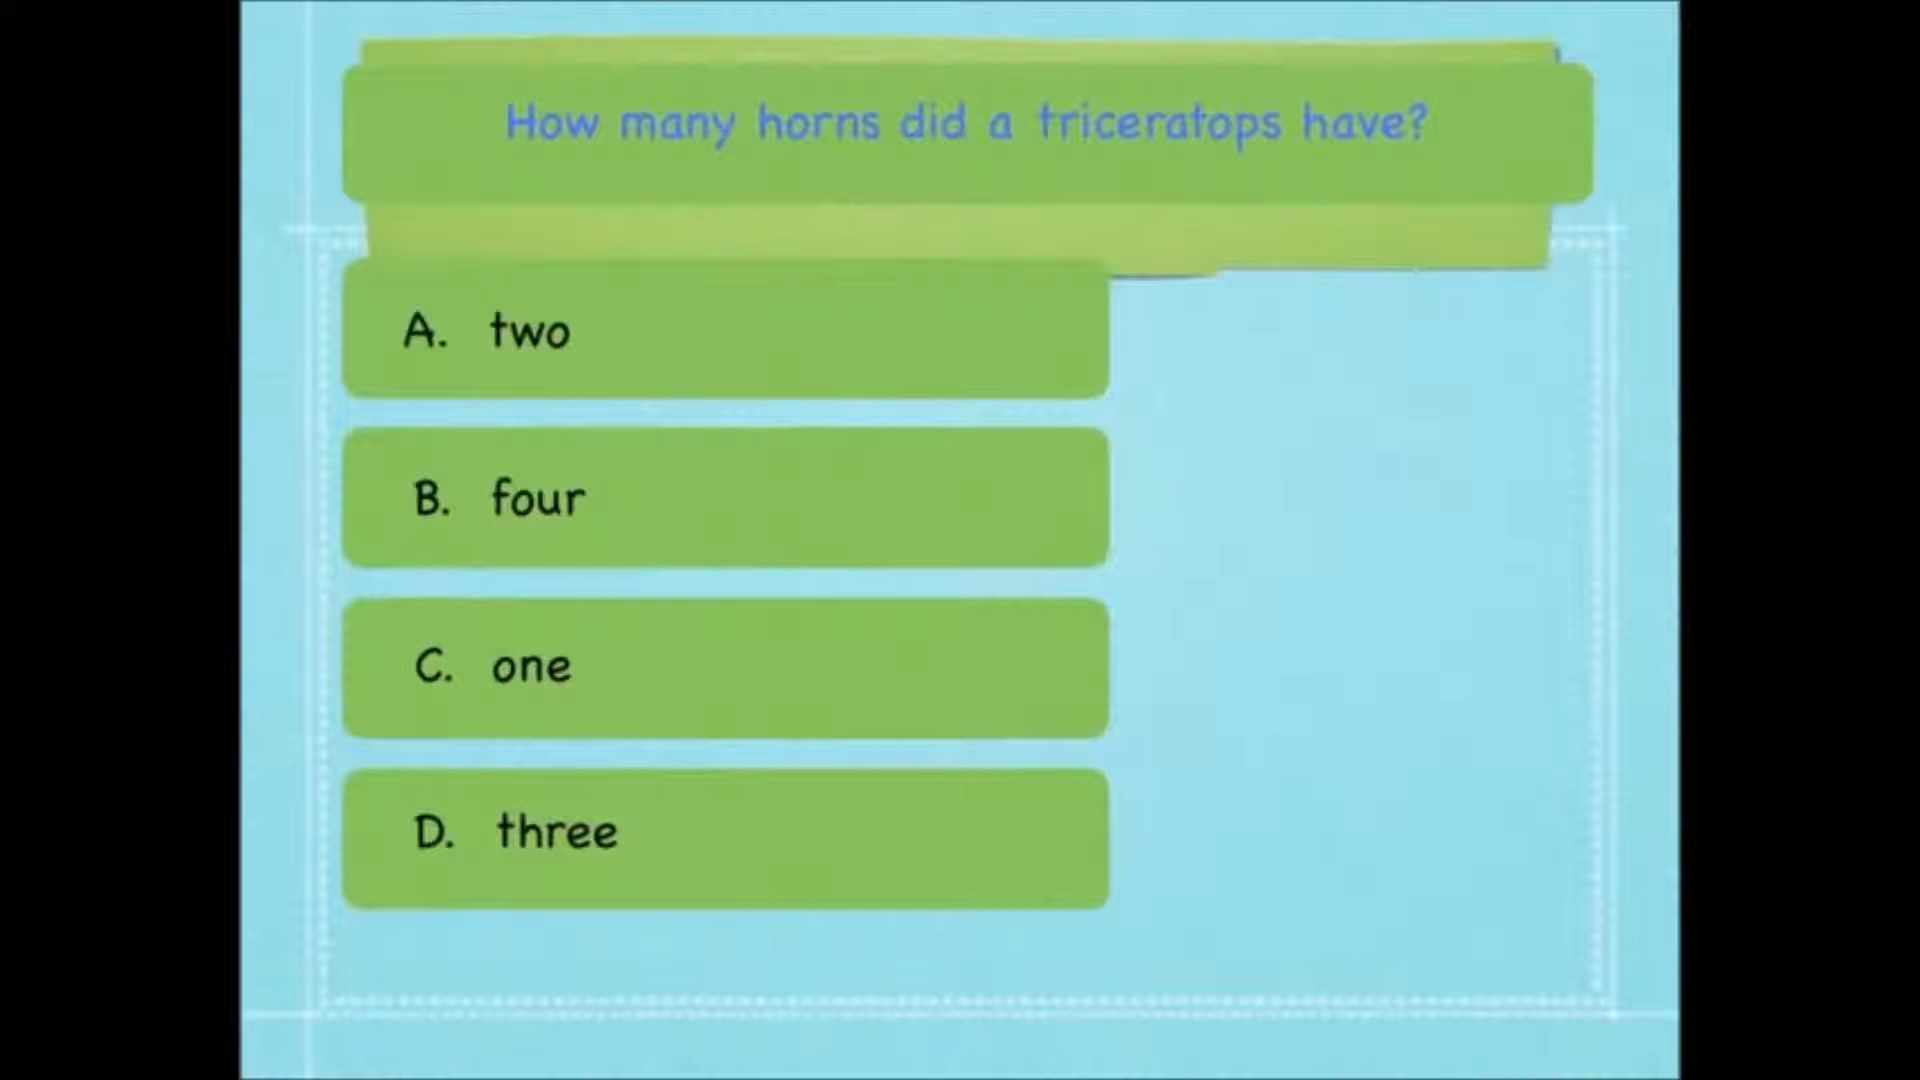 How many horns did a triceratops have?
A. two
B. four
C. one
D. three